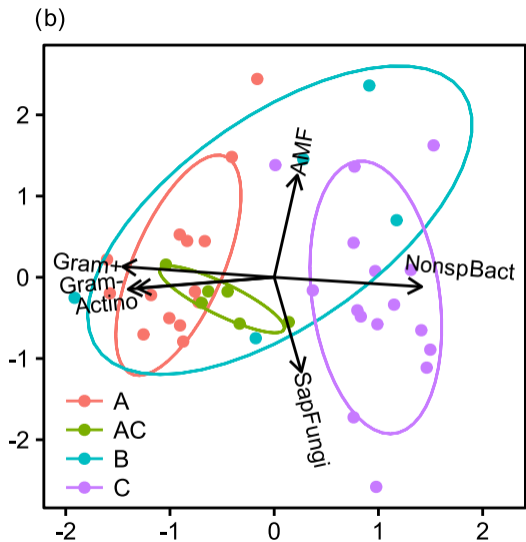 (b)
2
1
0
-1
-2
AMF
Gram+
Gram-
Actino
NonspBact
SapFungi
A
AC
B
C
-2 -1 0 1 2